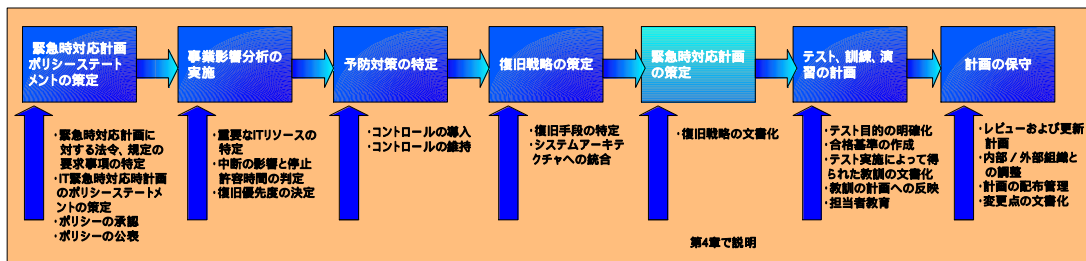 緊急時対応計画
ポリシーステート
メントの策定
事業影響分析の
実施
予防対策の特定
復旧戦略の策定
緊急時対応計画
の策定
テスト、訓練、演
習の計画
計画の保守
・緊急時対応計画に
対する法令、規定の
要求事項の特定
・IT緊急時対応時計画
のポリシーステートメ
ントの策定
・ポリシーの承認
・ポリシーの公表
・重要なITリソースの
特定
・中断の影響と停止
許容時間の判定
・復旧優先度の決定
・コントロールの導入
・コントロールの維持
・復旧手段の特定
・システムアーキテ
クチャへの統合
・復旧戦略の文書化
・テスト目的の明確化
・合格基準の作成
・テスト実施によって得
られた教訓の文書化
・教訓の計画への反映
・担当者教育
・レビューおよび更新
計画
・内部／外部組織と
の調整
・計画の配布管理
・変更点の文書化
第4章で説明